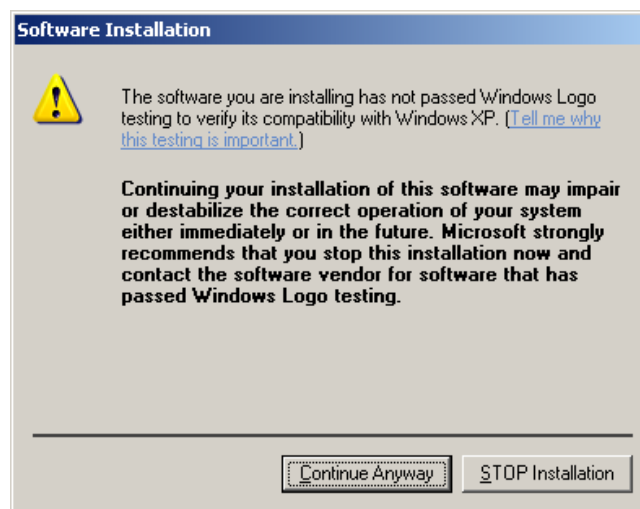 Software Installation
The software you are installing has not passed Windows Logo
testing to verify its compatibility with Windows XP. (Tell me why
this testing is important.)
Continuing your installation of this software may impair
or destabilize the correct operation of your system
either immediately or in the future. Microsoft strongly
recommends that you stop this installation now and
contact the software vendor for software that has
passed Windows Logo testing.
Continue Anyway
STOP Installation